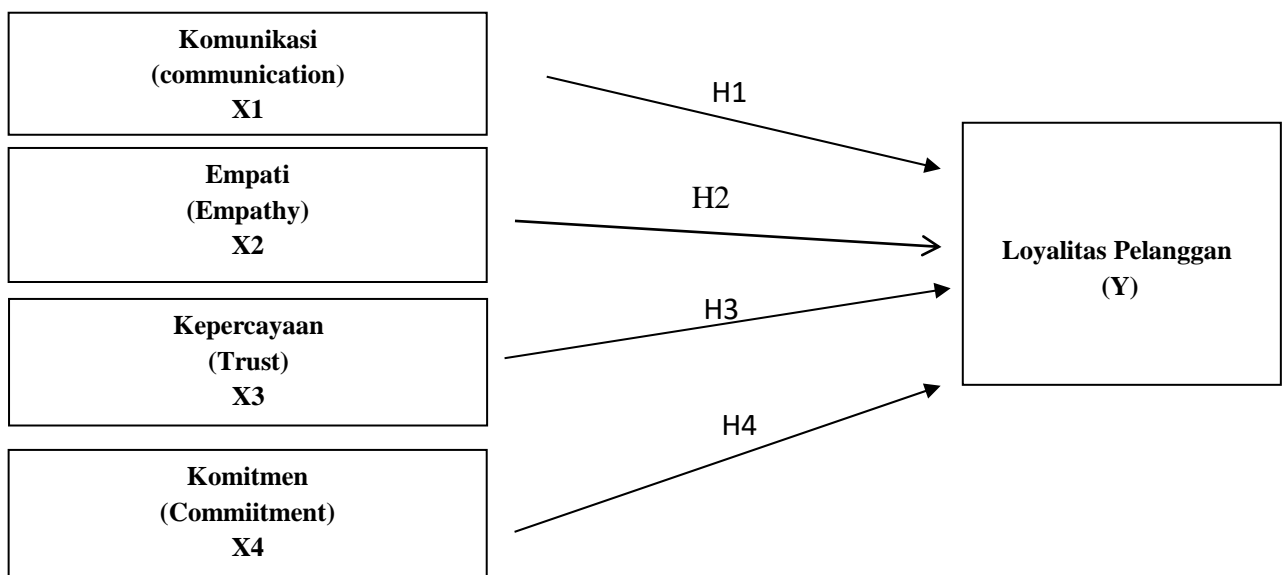 Komunikasi
(communication)
X1
H1
Empati
(Empathy)
X2
H2
Loyalitas Pelanggan
(Y)
Kepercayaan
(Trust)
X3
H3
Komitmen
(Commiitment)
X4
H4